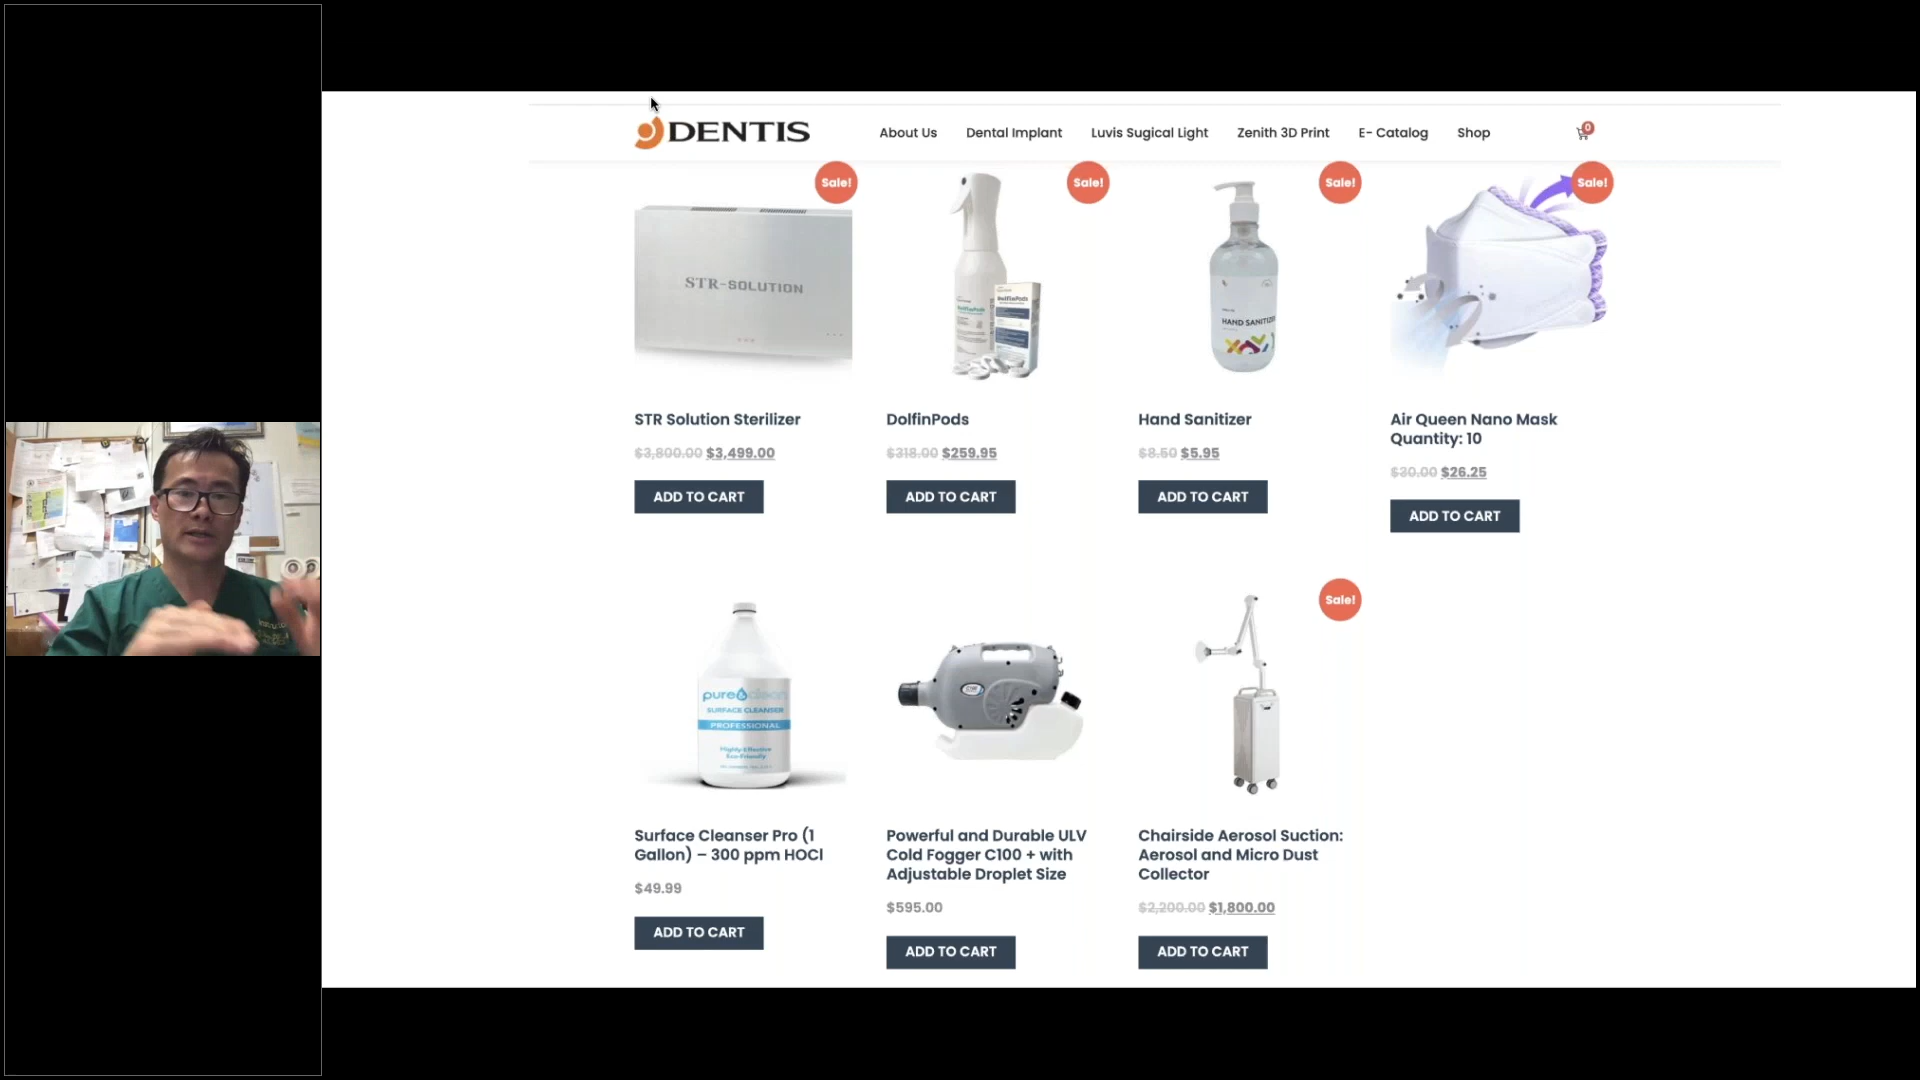 DENTIS
About Us
Dental Implant
Luvis Sugical Light
Zenith 3D Print
E- Catalog
Shop
0
Sale!
Sale!
Sale!
Sale!
STR-SOLUTION
DolfinPods
HAND SANITIZER
STR Solution Sterilizer
$3,800.00 $3,499.00
ADD TO CART
DolfinPods
$318.00 $259.95
ADD TO CART
Hand Sanitizer
$8.50 $5.95
ADD TO CART
Air Queen Nano Mask
Quantity: 10
$30.00 $26.25
ADD TO CART
Sale!
pure&clean
SURFACE CLEANSER
PROFESSIONAL
Highly-Effective
Eco-Friendly
Surface Cleanser Pro (1
Gallon) – 300 ppm HOCl
$49.99
ADD TO CART
Powerful and Durable ULV
Cold Fogger C100 + with
Adjustable Droplet Size
$595.00
ADD TO CART
Chairside Aerosol Suction:
Aerosol and Micro Dust
Collector
$2,200.00 $1,800.00
ADD TO CART